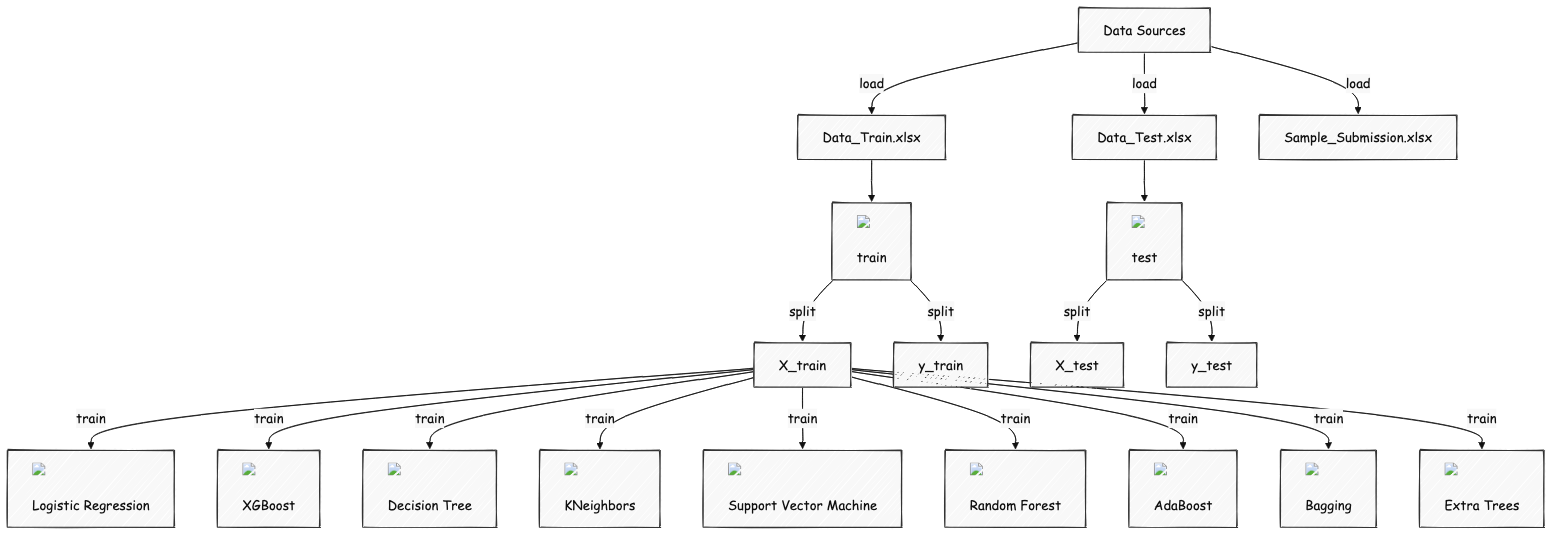 Data Sources
load
load
load
Data_Train.xlsx
Data_Test.xlsx
Sample_Submission.xlsx
train
test
split
split
split
split
X_train
y_train
X_test
y_test
train
train
train
train
train
train
train
train
train
Logistic Regression
XGBoost
Decision Tree
KNeighbors
Support Vector Machine
Random Forest
AdaBoost
Bagging
Extra Trees